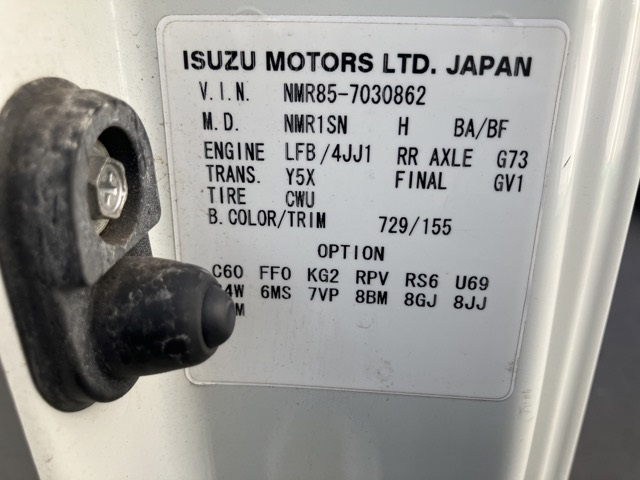 ISUZU MOTORS LTD. JAPAN
V.I.N. NMR85-7030862
M.D. NMR1SN H BA/BF
ENGINE LFB/4JJ1 RR AXLE G73
TRANS. Y5X FINAL GV1
TIRE CWU
B.COLOR/TRIM 729/155
OPTION
C60 FF0 KG2 RPV RS6 U69
6MS 7VP 8BM 8GJ 8JJ